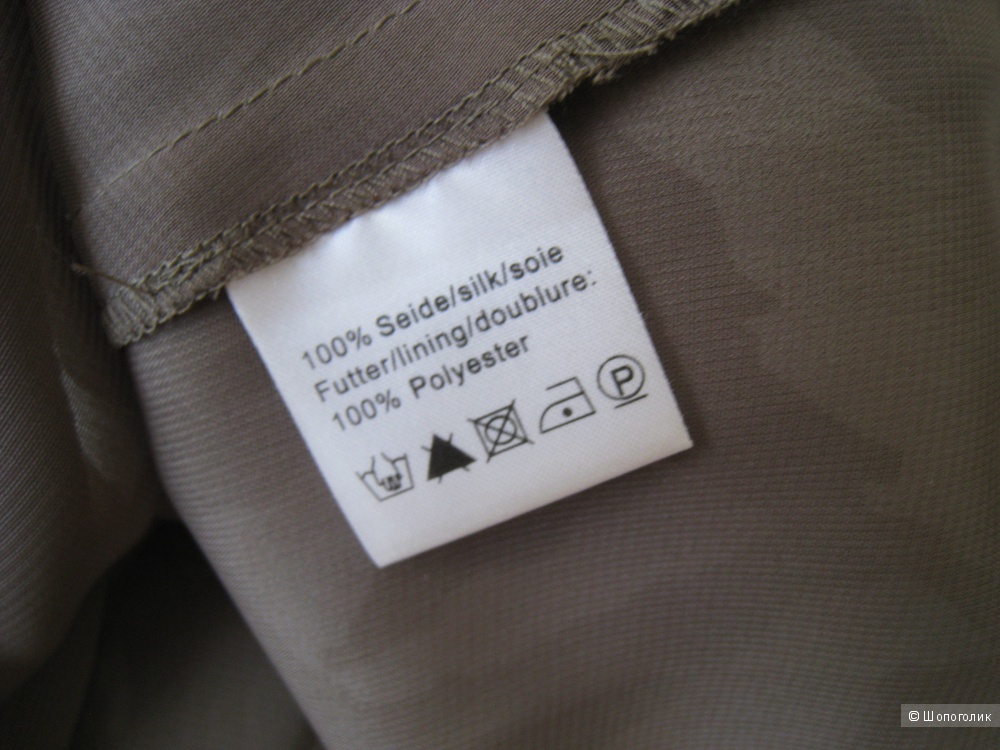 100% Seide/silk/soie
Futter/lining/doublure:
100% Polyester
P
© Шопоголик